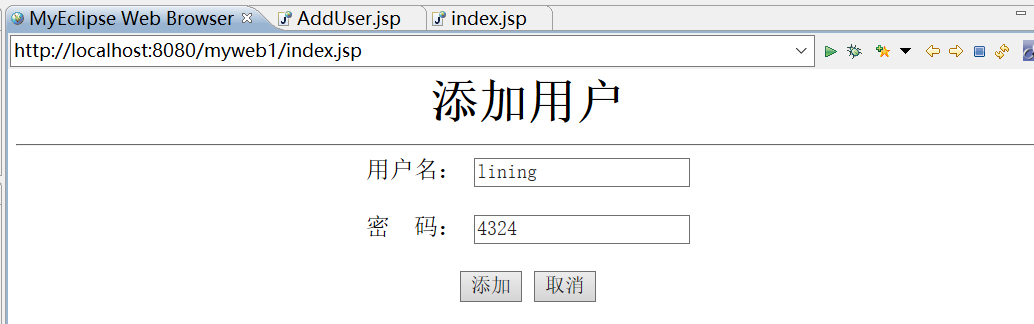 MyEclipse Web Browser AddUser.jsp index.jsp
http://localhost:8080/myweb1/index.jsp
添加用户
用户名： lining
密 码： 4324
添加 取消